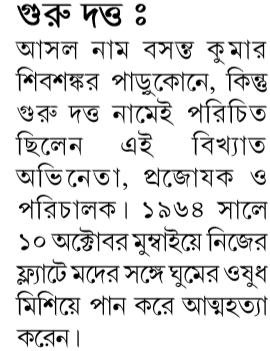 গুরু দত্ত ঃ
আসল নাম বসন্ত কুমার
শিবশঙ্কর পাড়ুকোনে, কিন্তু
গুরু দত্ত নামেই পরিচিত
ছিলেন এই বিখ্যাত
অভিনেতা, প্রজোযক ও
পরিচালক। ১৯৬৪ সালে
১০ অক্টোবর মুম্বাইয়ে নিজের
ফ্ল্যাটে মদের সঙ্গে ঘুমের ওষুধ
মিশিয়ে পান করে আত্মহত্যা
করেন।